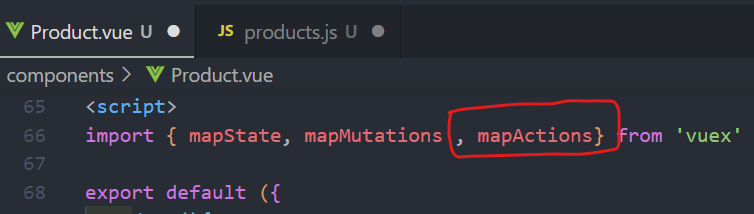 Product.vue U
JS products.js U
components > Product.vue
65 <script>
66 import { mapState, mapMutations , mapActions} from 'vuex'
67
68 export default ({